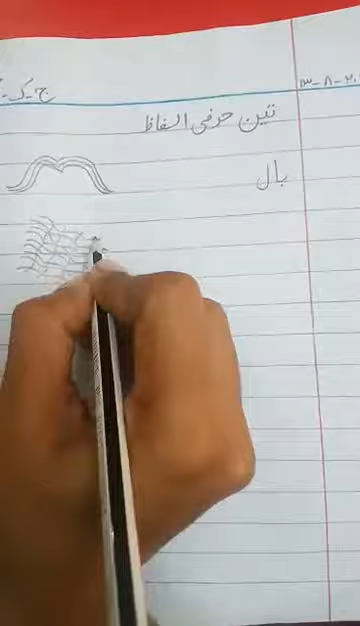 ج-ک
تین حرفی الفاظ
بال